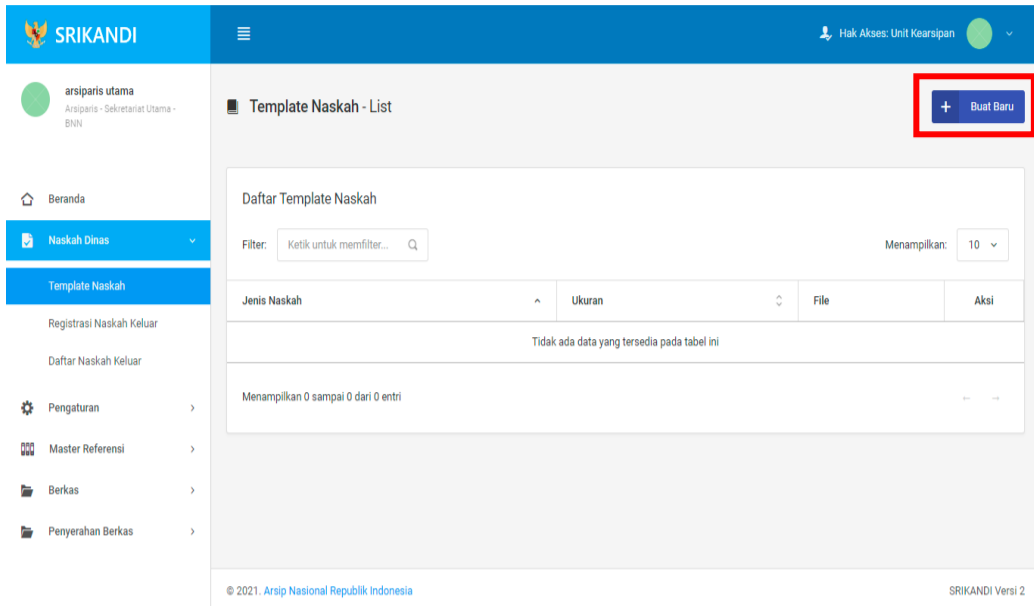 SRIKANDI
Hak Akses: Unit Kearsipan
arsiparis utama
Arsiparis - Sekretariat Utama -
BNN
Template Naskah - List
+ Buat Baru
Beranda
Naskah Dinas
Template Naskah
Registrasi Naskah Keluar
Daftar Naskah Keluar
Pengaturan
Master Referensi
Berkas
Penyerahan Berkas
Daftar Template Naskah
Filter: Ketik untuk memfilter... Menampilkan: 10
Jenis Naskah Ukuran File Aksi
Tidak ada data yang tersedia pada tabel ini
Menampilkan 0 sampai 0 dari 0 entri
← →
© 2021. Arsip Nasional Republik Indonesia SRIKANDI Versi 2